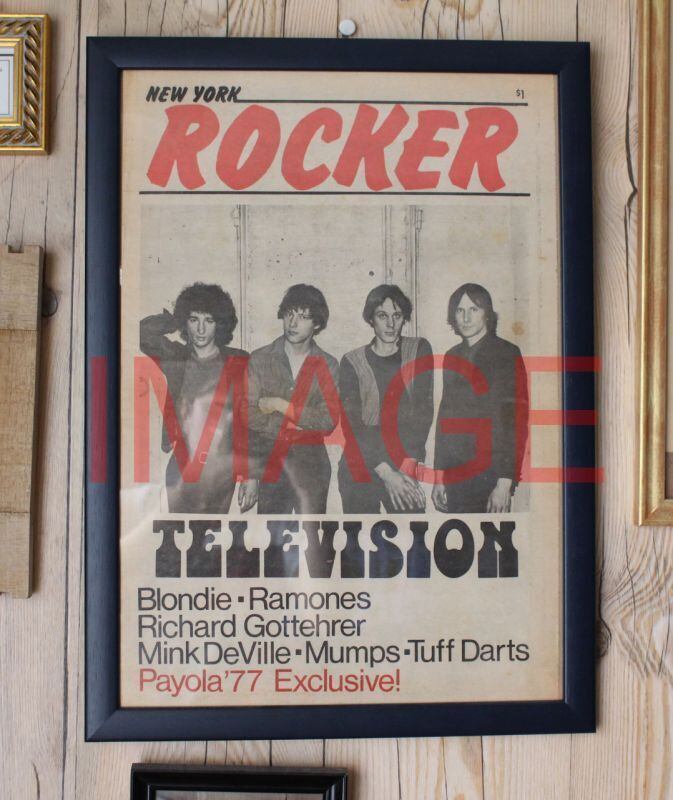 NEW YORK $1
ROCKER
IMAGE
TELEVISION
Blondie ▪ Ramones
Richard Gottehrer
Mink DeVille ▪ Mumps ▪ Tuff Darts
Payola '77 Exclusive!